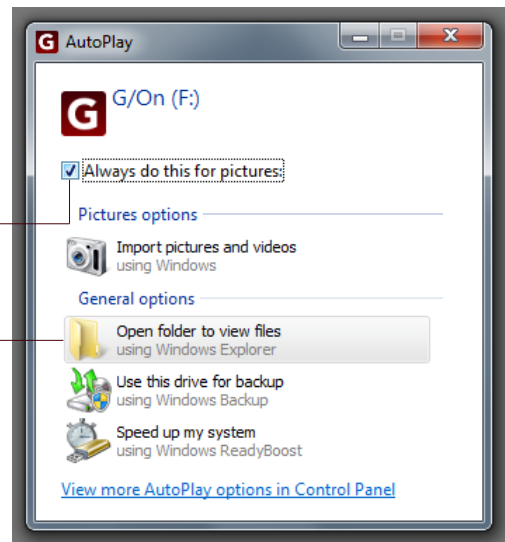 G AutoPlay
G G/On (F:)
Always do this for pictures:
Pictures options
Import pictures and videos
using Windows
General options
Open folder to view files
using Windows Explorer
Use this drive for backup
using Windows Backup
Speed up my system
using Windows ReadyBoost
View more AutoPlay options in Control Panel